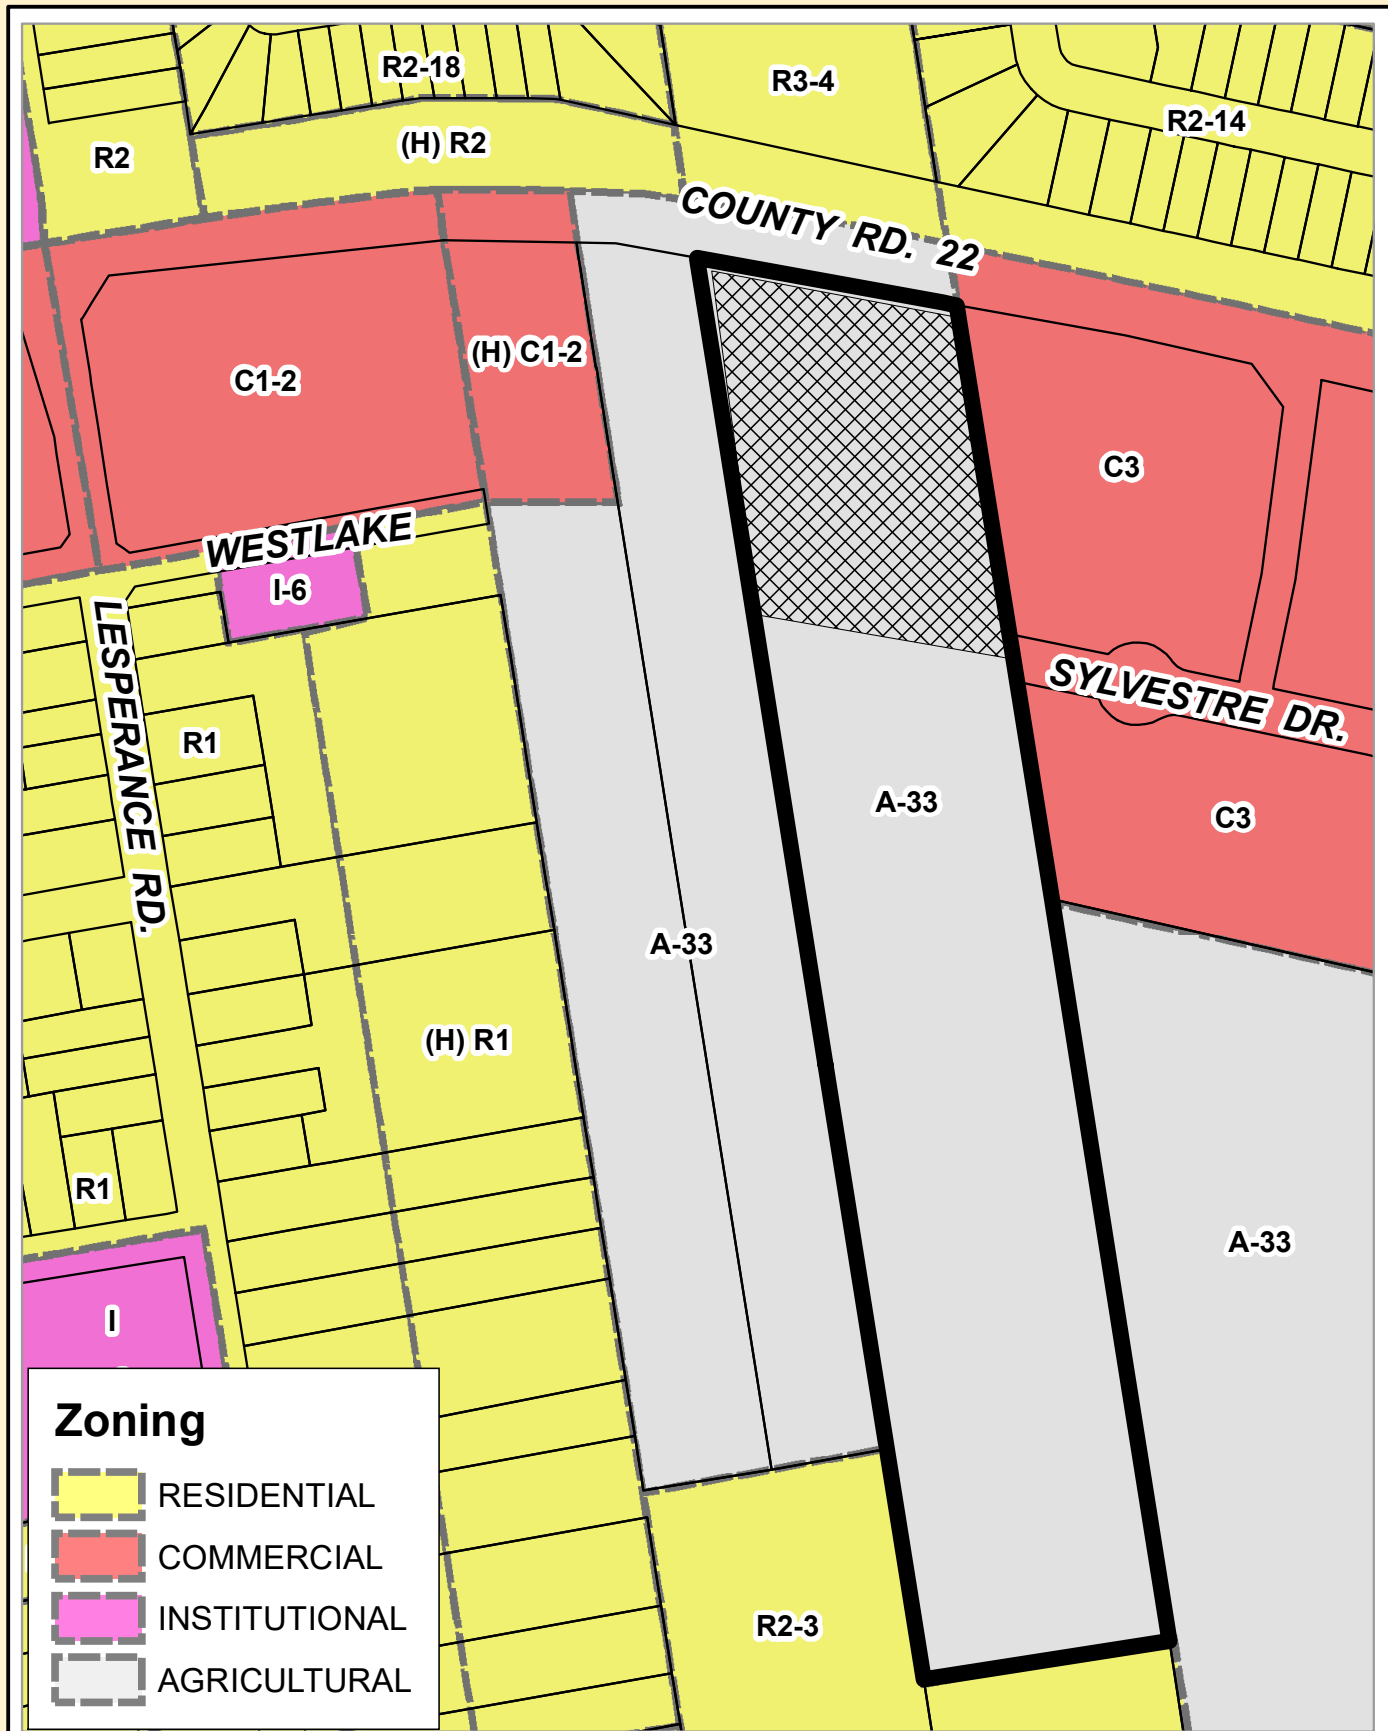 R2-18
R3-4
R2-14
R2
(H) R2
COUNTY RD. 22
C1-2
(H) C1-2
C3
WESTLAKE
I-6
LESPERANCE RD.
R1
SYLVESTRE DR.
A-33
C3
A-33
(H) R1
R1
A-33
I
Zoning
RESIDENTIAL
COMMERCIAL
INSTITUTIONAL
AGRICULTURAL
R2-3